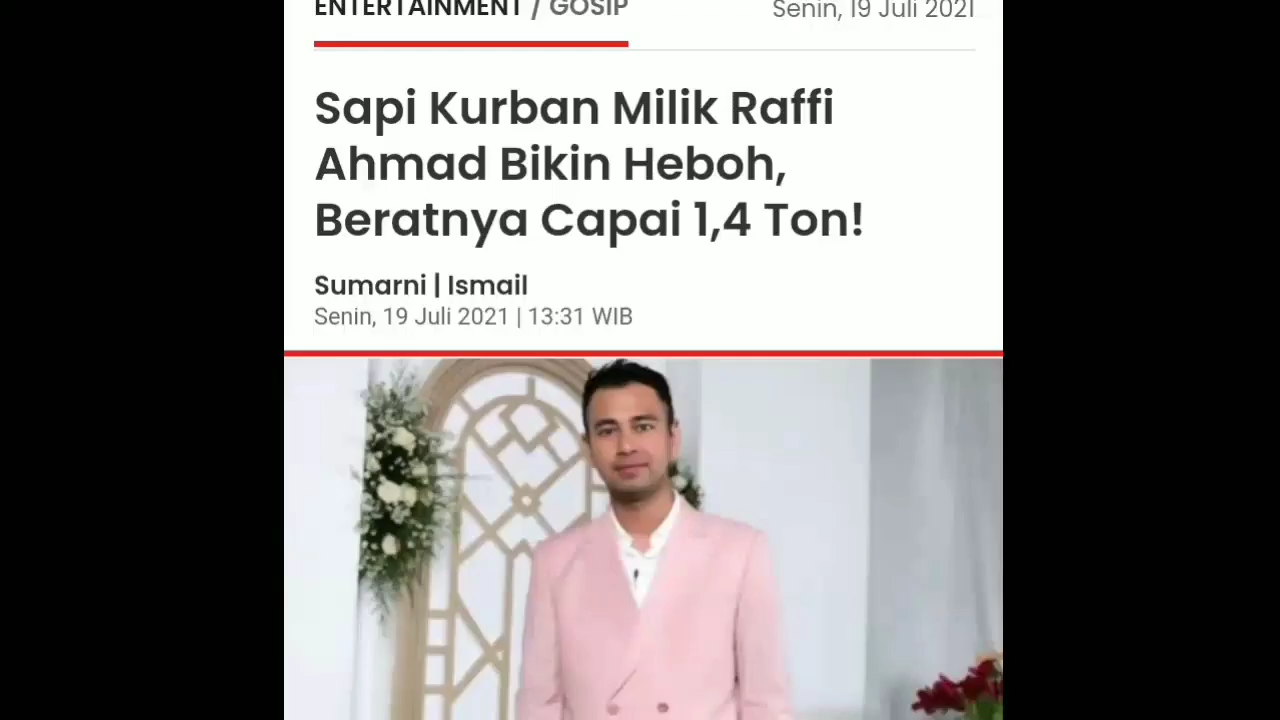 ENTERTAINMENT / GOSIP
Senin, 19 Juli 2021
Sapi Kurban Milik Raffi
Ahmad Bikin Heboh,
Beratnya Capai 1,4 Ton!
Sumarni | Ismail
Senin, 19 Juli 2021 | 13:31 WIB